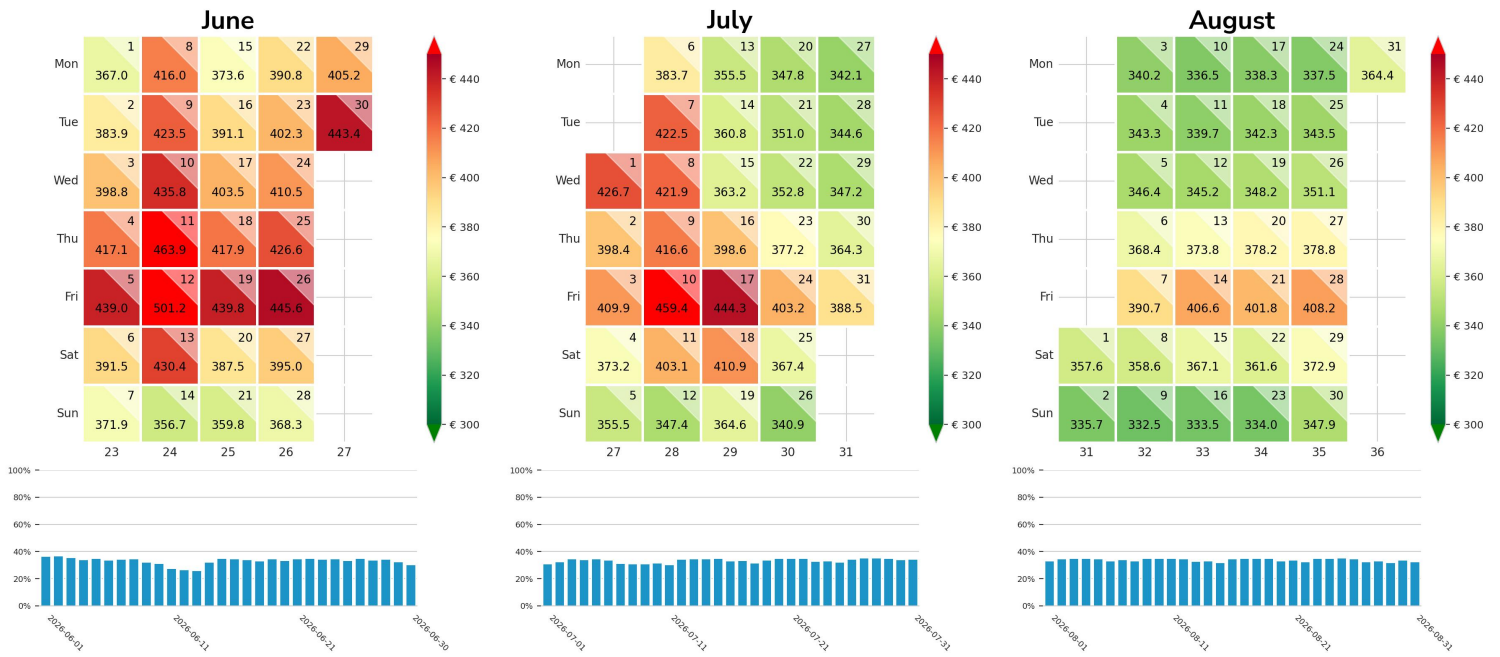 June
Mon 1 8 15 22 29
367.0 416.0 373.6 390.8 405.2
Tue 2 9 16 23 30
383.9 423.5 391.1 402.3 443.4
Wed 3 10 17 24
398.8 435.8 403.5 410.5
Thu 4 11 18 25
417.1 463.9 417.9 426.6
Fri 5 12 19 26
439.0 501.2 439.8 445.6
Sat 6 13 20 27
391.5 430.4 387.5 395.0
Sun 7 14 21 28
371.9 356.7 359.8 368.3
23 24 25 26 27
€ 440
€ 420
€ 400
€ 380
€ 360
€ 340
€ 320
€ 300
100%
80%
60%
40%
20%
0%
2026-06-01 2026-06-11 2026-06-21 2026-06-30
July
Mon 6 13 20 27
383.7 355.5 347.8 342.1
Tue 7 14 21 28
422.5 360.8 351.0 344.6
Wed 1 8 15 22 29
426.7 421.9 363.2 352.8 347.2
Thu 2 9 16 23 30
398.4 416.6 398.6 377.2 364.3
Fri 3 10 17 24 31
409.9 459.4 444.3 403.2 388.5
Sat 4 11 18 25
373.2 403.1 410.9 367.4
Sun 5 12 19 26
355.5 347.4 364.6 340.9
27 28 29 30 31
€ 440
€ 420
€ 400
€ 380
€ 360
€ 340
€ 320
€ 300
100%
80%
60%
40%
20%
0%
2026-07-01 2026-07-11 2026-07-21 2026-07-31
August
Mon 3 10 17 24 31
340.2 336.5 338.3 337.5 364.4
Tue 4 11 18 25
343.3 339.7 342.3 343.5
Wed 5 12 19 26
346.4 345.2 348.2 351.1
Thu 6 13 20 27
368.4 373.8 378.2 378.8
Fri 7 14 21 28
390.7 406.6 401.8 408.2
Sat 1 8 15 22 29
357.6 358.6 367.1 361.6 372.9
Sun 2 9 16 23 30
335.7 332.5 333.5 334.0 347.9
31 32 33 34 35 36
€ 440
€ 420
€ 400
€ 380
€ 360
€ 340
€ 320
€ 300
100%
80%
60%
40%
20%
0%
2026-08-01 2026-08-11 2026-08-21 2026-08-31